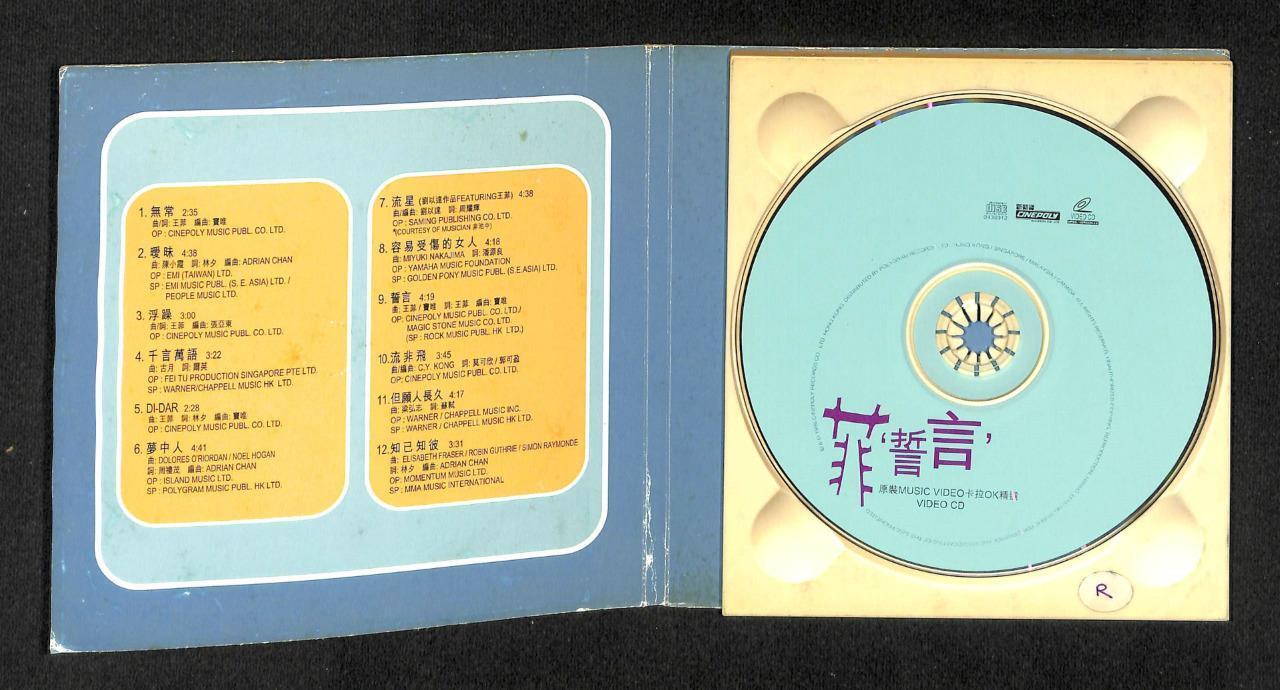 1. 無常 2:35
曲/詞: 王菲 編曲: 竇唯
OP : CINEPOLY MUSIC PUBL. CO. LTD.
2. 曖昧 4:38
曲: 陳小霞 詞: 林夕 編曲: ADRIAN CHAN
OP : EMI (TAIWAN) LTD.
SP : EMI MUSIC PUBL. (S. E. ASIA) LTD. /
PEOPLE MUSIC LTD.
3. 浮躁 3:00
曲/詞: 王菲 編曲: 張亞東
OP : CINEPOLY MUSIC PUBL. CO. LTD.
4. 千言萬語 3:22
曲: 古月 詞: 爾英
OP : FEI TU PRODUCTION SINGAPORE PTE LTD.
SP : WARNER/CHAPPELL MUSIC HK LTD.
5. DI-DAR 2:28
曲: 王菲 詞: 林夕 編曲: 竇唯
OP : CINEPOLY MUSIC PUBL. CO. LTD.
6. 夢中人 4:41
曲: DOLORES O'RIORDAN / NOEL HOGAN
詞: 周禮茂 編曲: ADRIAN CHAN
OP : ISLAND MUSIC LTD.
SP : POLYGRAM MUSIC PUBL. HK LTD.
7. 流星 (劉以達作品FEATURING王菲) 4:38
曲/編曲: 劉以達 詞: 周耀輝
OP : SAMING PUBLISHING CO. LTD.
*(COURTESY OF MUSICIAN 非池中)
8. 容易受傷的女人 4:18
曲: MIYUKI NAKAJIMA 詞: 潘源良
OP : YAMAHA MUSIC FOUNDATION
SP : GOLDEN PONY MUSIC PUBL. (S.E.ASIA) LTD.
9. 誓言 4:19
曲: 王菲 / 竇唯 詞: 王菲 編曲: 竇唯
OP: CINEPOLY MUSIC PUBL. CO. LTD./
MAGIC STONE MUSIC CO. LTD.
(SP : ROCK MUSIC PUBL. HK LTD.)
10. 流非飛 3:45
曲/編曲: C.Y. KONG 詞: 莫可欣 / 郭可盈
OP: CINEPOLY MUSIC PUBL. CO. LTD.
11. 但願人長久 4:17
曲: 梁弘志 詞: 蘇軾
OP : WARNER / CHAPPELL MUSIC INC.
SP : WARNER / CHAPPELL MUSIC HK LTD.
12. 知已知彼 3:31
曲: ELISABETH FRASER / ROBIN GUTHRIE / SIMON RAYMONDE
詞: 林夕 編曲: ADRIAN CHAN
OP: MOMENTUM MUSIC LTD.
SP : MMA MUSIC INTERNATIONAL
CINEPOLY
VIDEO CD
菲 '誓言'
原裝MUSIC VIDEO卡拉OK精選
VIDEO CD
R